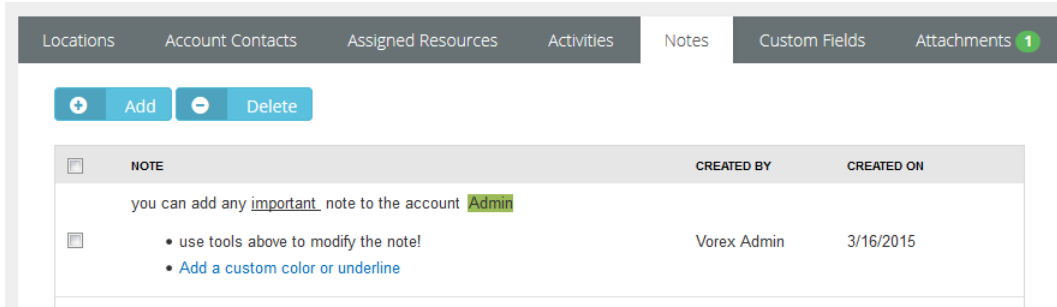 Locations Account Contacts Assigned Resources Activities Notes Custom Fields Attachments 1
Add Delete
NOTE CREATED BY CREATED ON
you can add any important note to the account Admin
• use tools above to modify the note! Vorex Admin 3/16/2015
• Add a custom color or underline